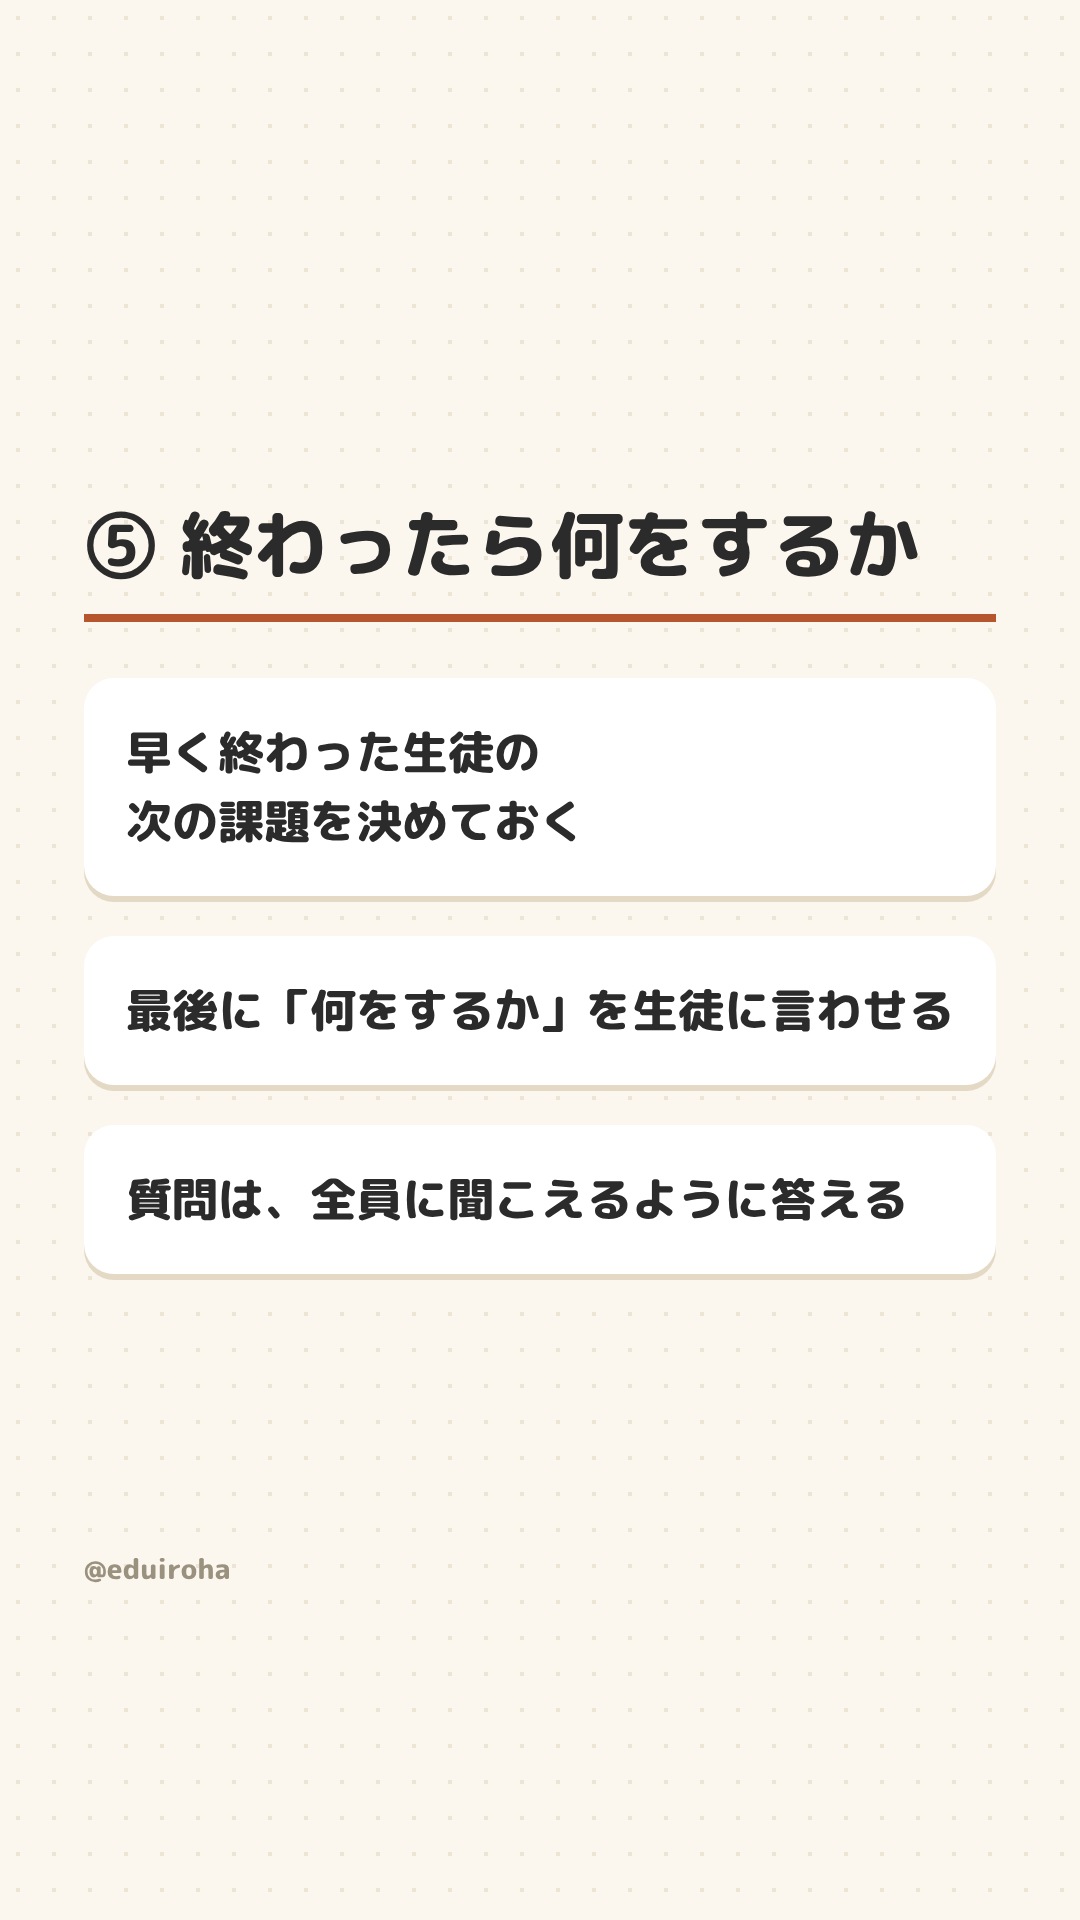 ⑤ 終わったら何をするか
早く終わった生徒の
次の課題を決めておく
最後に「何をするか」を生徒に言わせる
質問は、全員に聞こえるように答える
@eduiroha